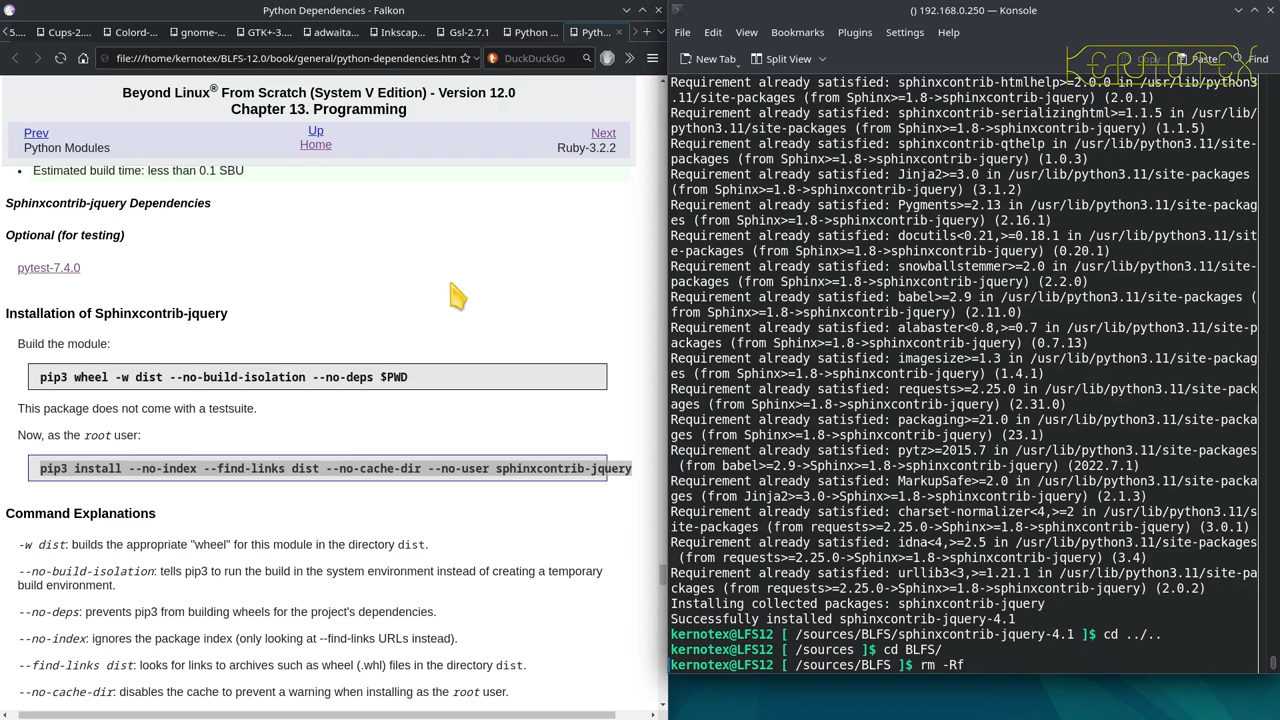 Python Dependencies - Falkon
5....
Cups-2....
Colord-...
gnome-...
GTK+-3....
adwaita...
Inkscap...
Gsl-2.7.1
Python ...
Pyth...
file:///home/kernotex/BLFS-12.0/book/general/python-dependencies.htm
DuckDuckGo
Beyond Linux® From Scratch (System V Edition) - Version 12.0
Chapter 13. Programming
Prev
Up
Next
Python Modules
Home
Ruby-3.2.2
• Estimated build time: less than 0.1 SBU
Sphinxcontrib-jquery Dependencies
Optional (for testing)
pytest-7.4.0
Installation of Sphinxcontrib-jquery
Build the module:
pip3 wheel -w dist --no-build-isolation --no-deps $PWD
This package does not come with a testsuite.
Now, as the root user:
pip3 install --no-index --find-links dist --no-cache-dir --no-user sphinxcontrib-jquery
Command Explanations
-w dist: builds the appropriate "wheel" for this module in the directory dist.
--no-build-isolation: tells pip3 to run the build in the system environment instead of creating a temporary
build environment.
--no-deps: prevents pip3 from building wheels for the project's dependencies.
--no-index: ignores the package index (only looking at --find-links URLs instead).
--find-links dist: looks for links to archives such as wheel (.whl) files in the directory dist.
--no-cache-dir: disables the cache to prevent a warning when installing as the root user.
() 192.168.0.250 — Konsole
File Edit View Bookmarks Plugins Settings Help
New Tab Split View Copy Paste Find
KERNOTEX
Requirement already satisfied: sphinxcontrib-htmlhelp>=2.0.0 in /usr/lib/python3
.11/site-packages (from Sphinx>=1.8->sphinxcontrib-jquery) (2.0.1)
Requirement already satisfied: sphinxcontrib-serializinghtml>=1.1.5 in /usr/lib/
python3.11/site-packages (from Sphinx>=1.8->sphinxcontrib-jquery) (1.1.5)
Requirement already satisfied: sphinxcontrib-qthelp in /usr/lib/python3.11/site-
packages (from Sphinx>=1.8->sphinxcontrib-jquery) (1.0.3)
Requirement already satisfied: Jinja2>=3.0 in /usr/lib/python3.11/site-packages
(from Sphinx>=1.8->sphinxcontrib-jquery) (3.1.2)
Requirement already satisfied: Pygments>=2.13 in /usr/lib/python3.11/site-packag
es (from Sphinx>=1.8->sphinxcontrib-jquery) (2.16.1)
Requirement already satisfied: docutils<0.21,>=0.18.1 in /usr/lib/python3.11/sit
e-packages (from Sphinx>=1.8->sphinxcontrib-jquery) (0.20.1)
Requirement already satisfied: snowballstemmer>=2.0 in /usr/lib/python3.11/site-
packages (from Sphinx>=1.8->sphinxcontrib-jquery) (2.2.0)
Requirement already satisfied: babel>=2.9 in /usr/lib/python3.11/site-packages (
from Sphinx>=1.8->sphinxcontrib-jquery) (2.11.0)
Requirement already satisfied: alabaster<0.8,>=0.7 in /usr/lib/python3.11/site-p
ackages (from Sphinx>=1.8->sphinxcontrib-jquery) (0.7.13)
Requirement already satisfied: imagesize>=1.3 in /usr/lib/python3.11/site-packag
es (from Sphinx>=1.8->sphinxcontrib-jquery) (1.4.1)
Requirement already satisfied: requests>=2.25.0 in /usr/lib/python3.11/site-pack
ages (from Sphinx>=1.8->sphinxcontrib-jquery) (2.31.0)
Requirement already satisfied: packaging>=21.0 in /usr/lib/python3.11/site-packa
ges (from Sphinx>=1.8->sphinxcontrib-jquery) (23.1)
Requirement already satisfied: pytz>=2015.7 in /usr/lib/python3.11/site-packages
(from babel>=2.9->Sphinx>=1.8->sphinxcontrib-jquery) (2022.7.1)
Requirement already satisfied: MarkupSafe>=2.0 in /usr/lib/python3.11/site-packa
ges (from Jinja2>=3.0->Sphinx>=1.8->sphinxcontrib-jquery) (2.1.3)
Requirement already satisfied: charset-normalizer<4,>=2 in /usr/lib/python3.11/s
ite-packages (from requests>=2.25.0->Sphinx>=1.8->sphinxcontrib-jquery) (3.0.1)
Requirement already satisfied: idna<4,>=2.5 in /usr/lib/python3.11/site-packages
(from requests>=2.25.0->Sphinx>=1.8->sphinxcontrib-jquery) (3.4)
Requirement already satisfied: urllib3<3,>=1.21.1 in /usr/lib/python3.11/site-pa
ckages (from requests>=2.25.0->Sphinx>=1.8->sphinxcontrib-jquery) (2.0.2)
Installing collected packages: sphinxcontrib-jquery
Successfully installed sphinxcontrib-jquery-4.1
kernotex@LFS12 [ /sources/BLFS/sphinxcontrib-jquery-4.1 ]$ cd ../..
kernotex@LFS12 [ /sources ]$ cd BLFS/
kernotex@LFS12 [ /sources/BLFS ]$ rm -Rf